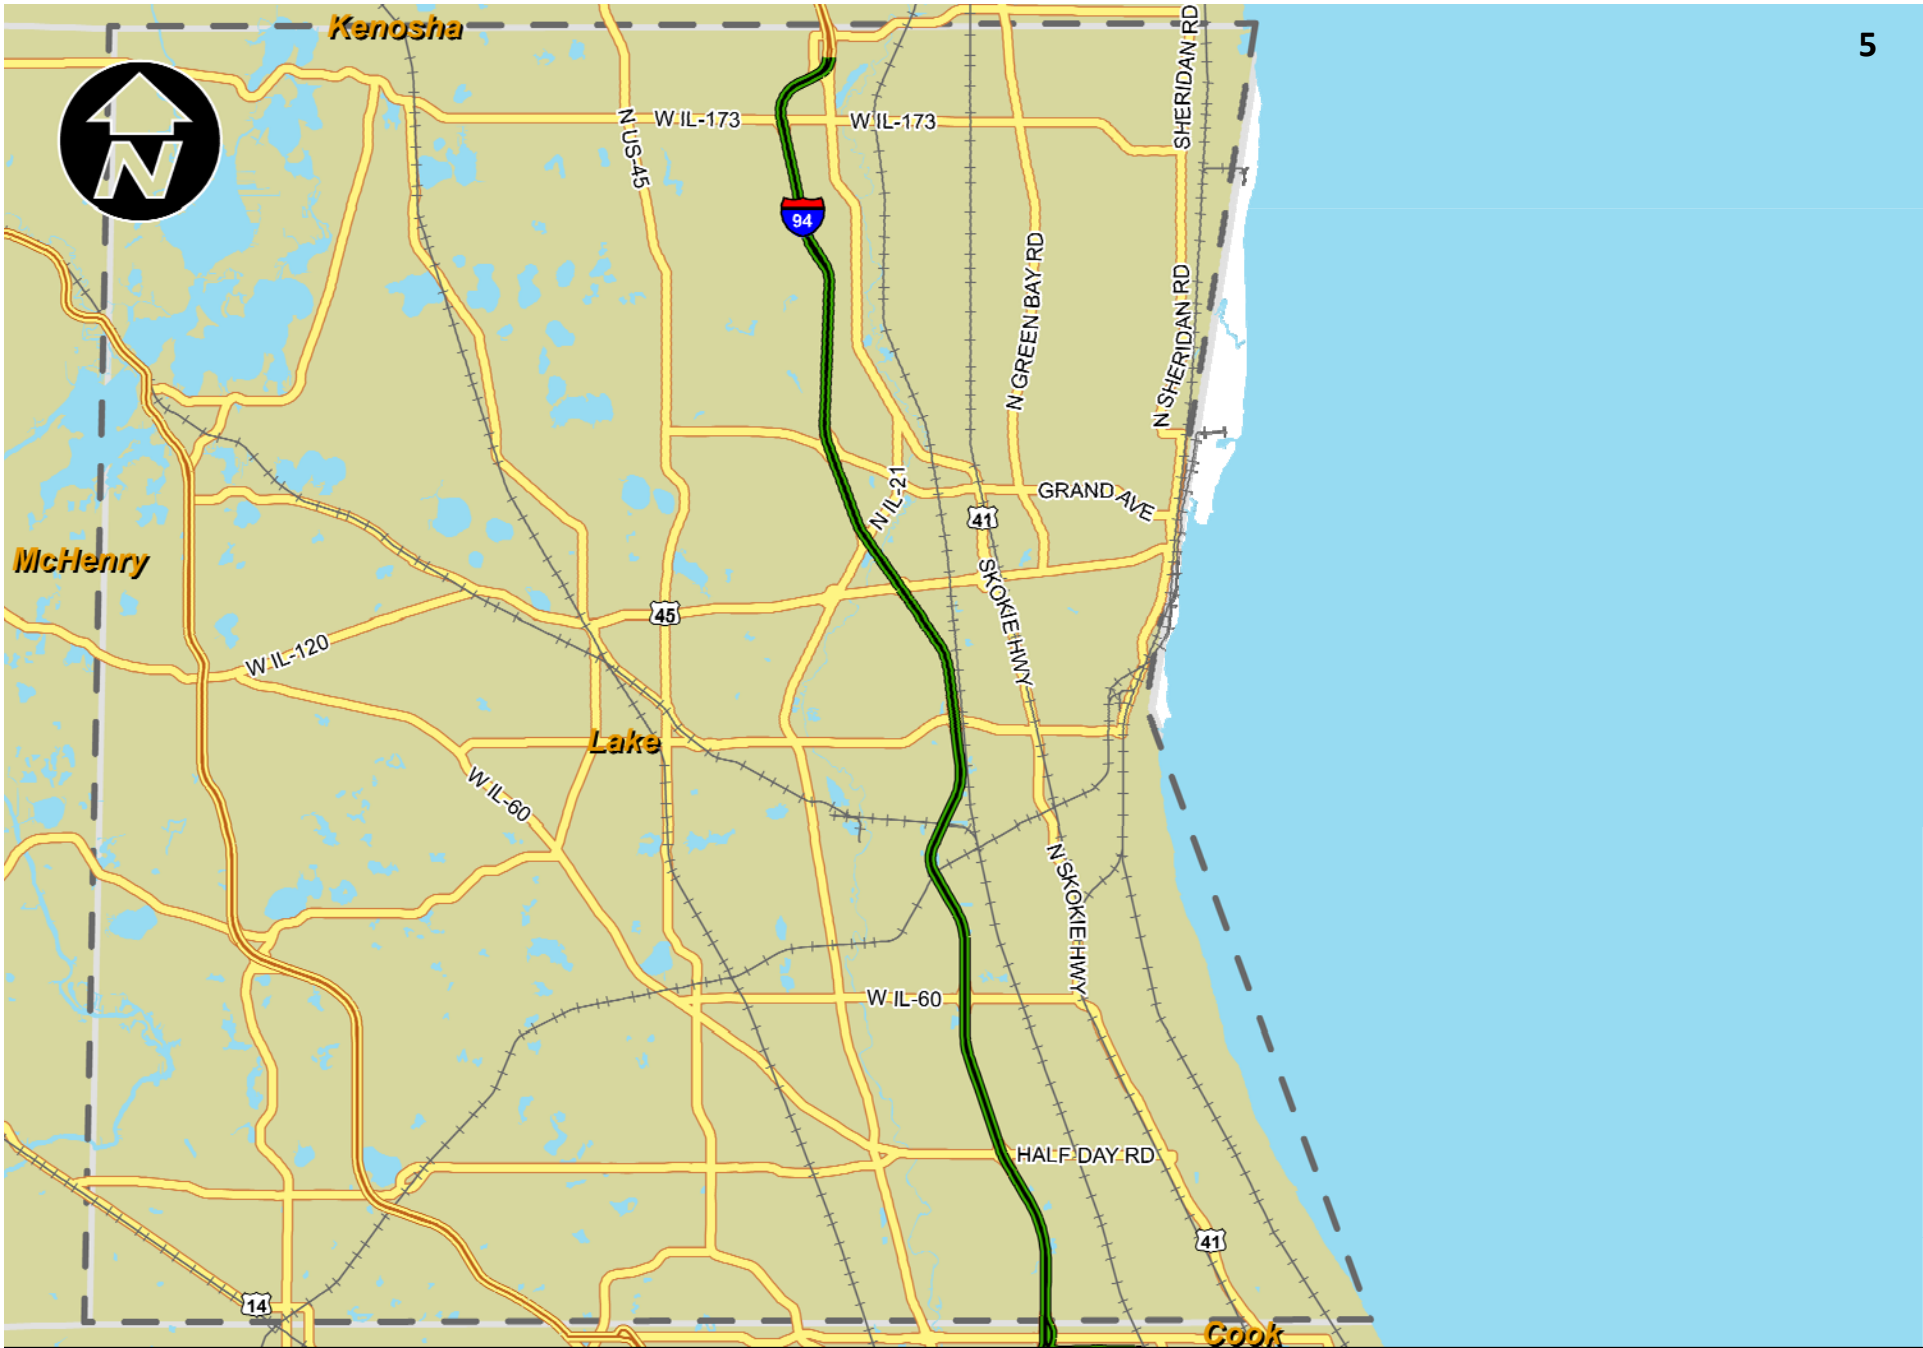 Kenosha
5
SHERIDAN RD
W IL-173
W IL-173
N US-45
N
94
N GREEN BAY RD
N SHERIDAN RD
N IL-21
GRAND AVE
41
McHenry
SKOKIE HWY
45
W IL-120
Lake
W IL-60
N SKOKIE HWY
W IL-60
HALF DAY RD
41
14
Cook